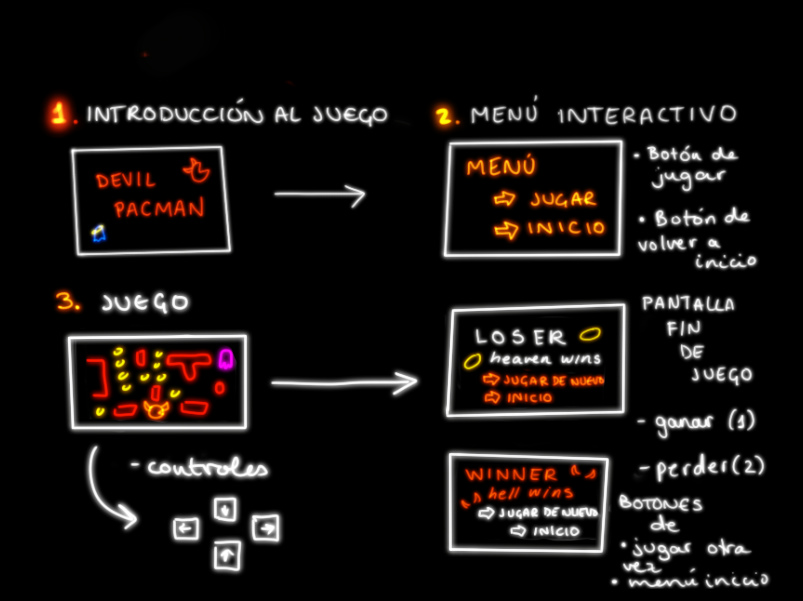 1. INTRODUCCIÓN AL JUEGO
DEVIL
PACMAN
2. MENÚ INTERACTIVO
MENÚ
⇨ JUGAR
⇨ INICIO
• Botón de
jugar
• Botón de
volver a
inicio
3. JUEGO
- controles
LOSER
heaven wins
⇨ JUGAR DE NUEVO
⇨ INICIO
PANTALLA
FIN
DE
JUEGO
- ganar (1)
- perder (2)
WINNER
hell wins
⇨ JUGAR DE NUEVO
⇨ INICIO
BOTONES
de
• jugar otra
vez
• menú inicio